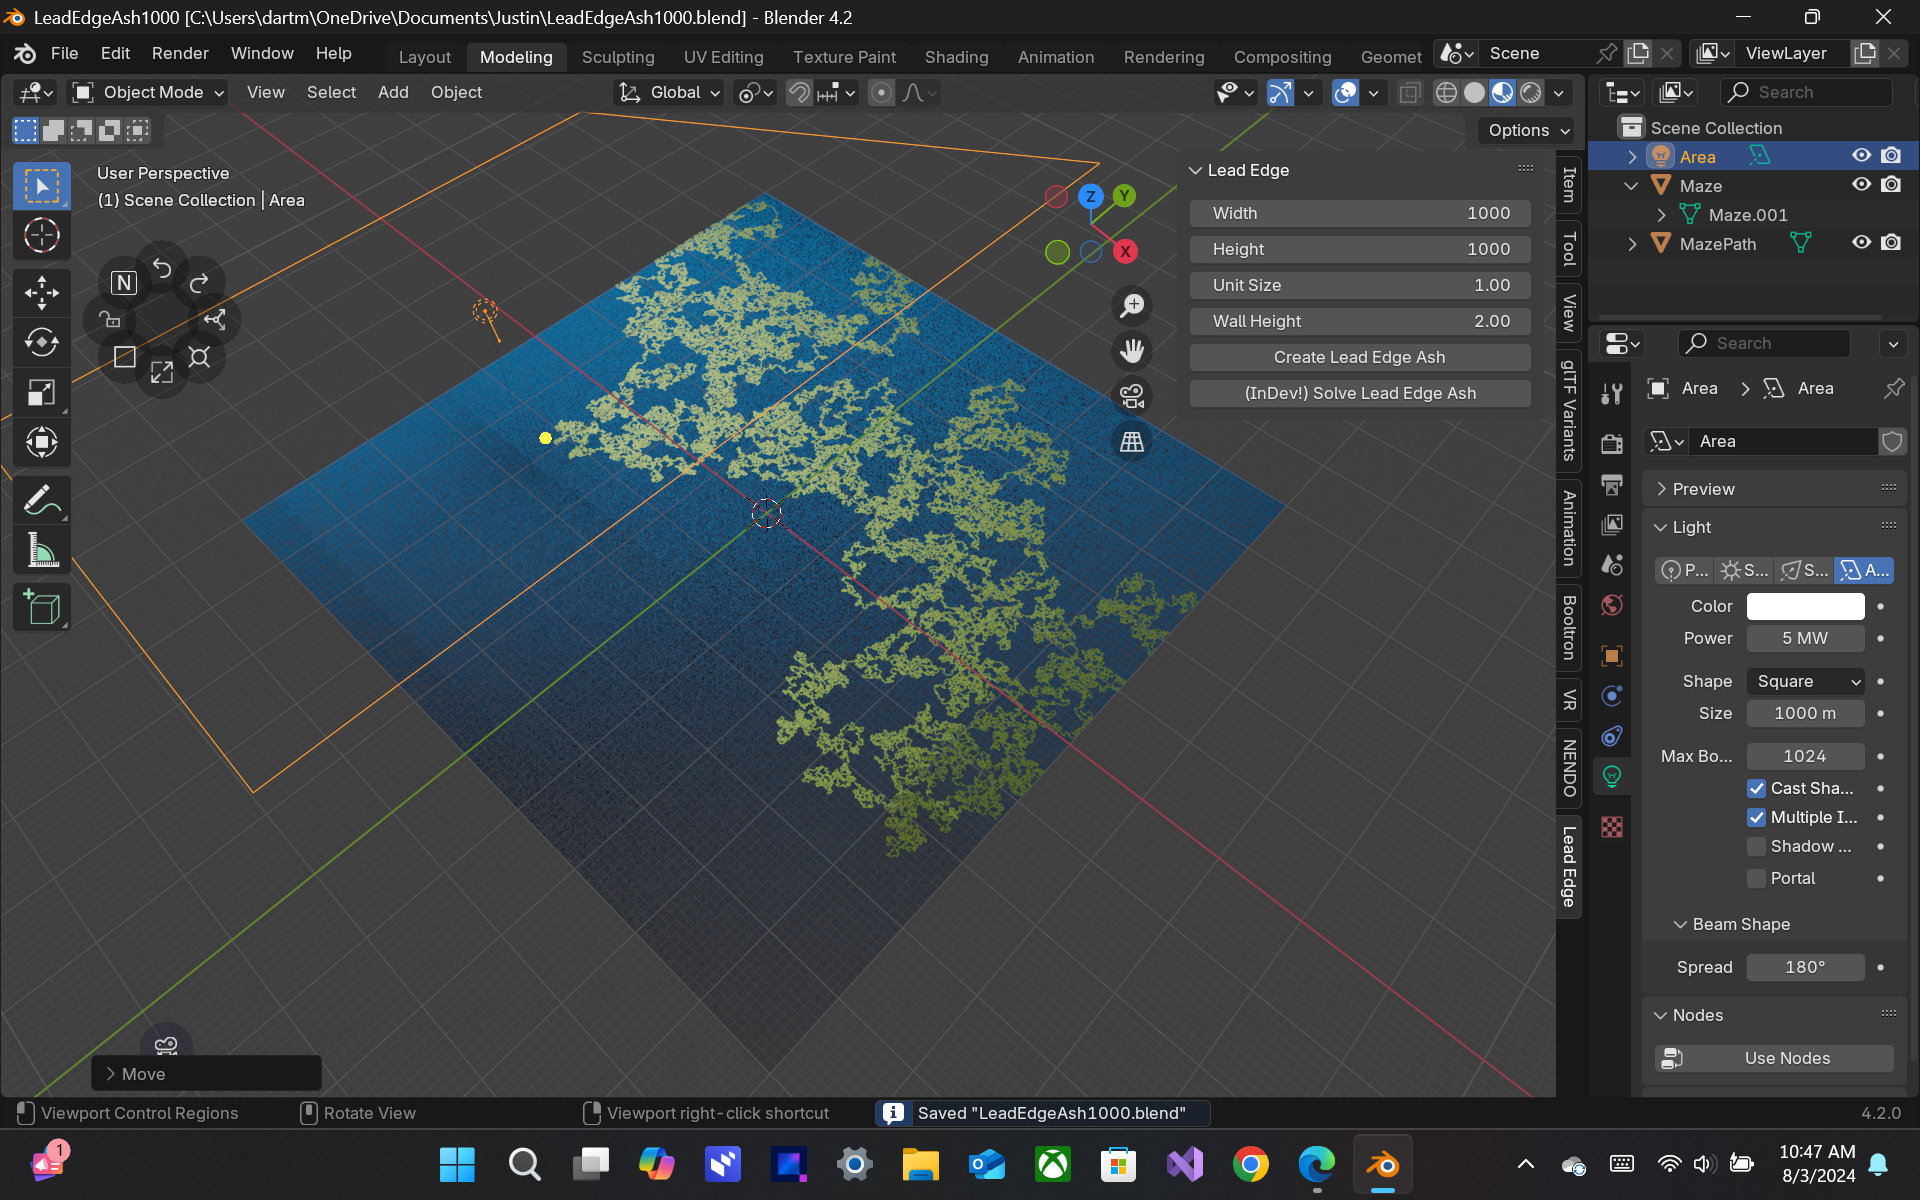 LeadEdgeAsh1000 [C:\Users\dartm\OneDrive\Documents\Justin\LeadEdgeAsh1000.blend] - Blender 4.2
File Edit Render Window Help Layout Modeling Sculpting UV Editing Texture Paint Shading Animation Rendering Compositing Geomet Scene ViewLayer
Object Mode View Select Add Object Global Search
Options
Scene Collection
User Perspective
(1) Scene Collection | Area
Area
Maze
Maze.001
MazePath
Lead Edge
Width 1000
Height 1000
Unit Size 1.00
Wall Height 2.00
Create Lead Edge Ash
(InDev!) Solve Lead Edge Ash
Z Y
X
N
Item
Tool
View
glTF Variants
Animation
Booltron
VR
NENDO
Lead Edge
Search
Area > Area
Area
Preview
Light
P... S... S... A...
Color
Power 5 MW
Shape Square
Size 1000 m
Max Bo... 1024
Cast Sha...
Multiple I...
Shadow ...
Portal
Beam Shape
Spread 180°
Nodes
Use Nodes
Move
Viewport Control Regions Rotate View Viewport right-click shortcut Saved "LeadEdgeAsh1000.blend" 4.2.0
1
10:47 AM
8/3/2024